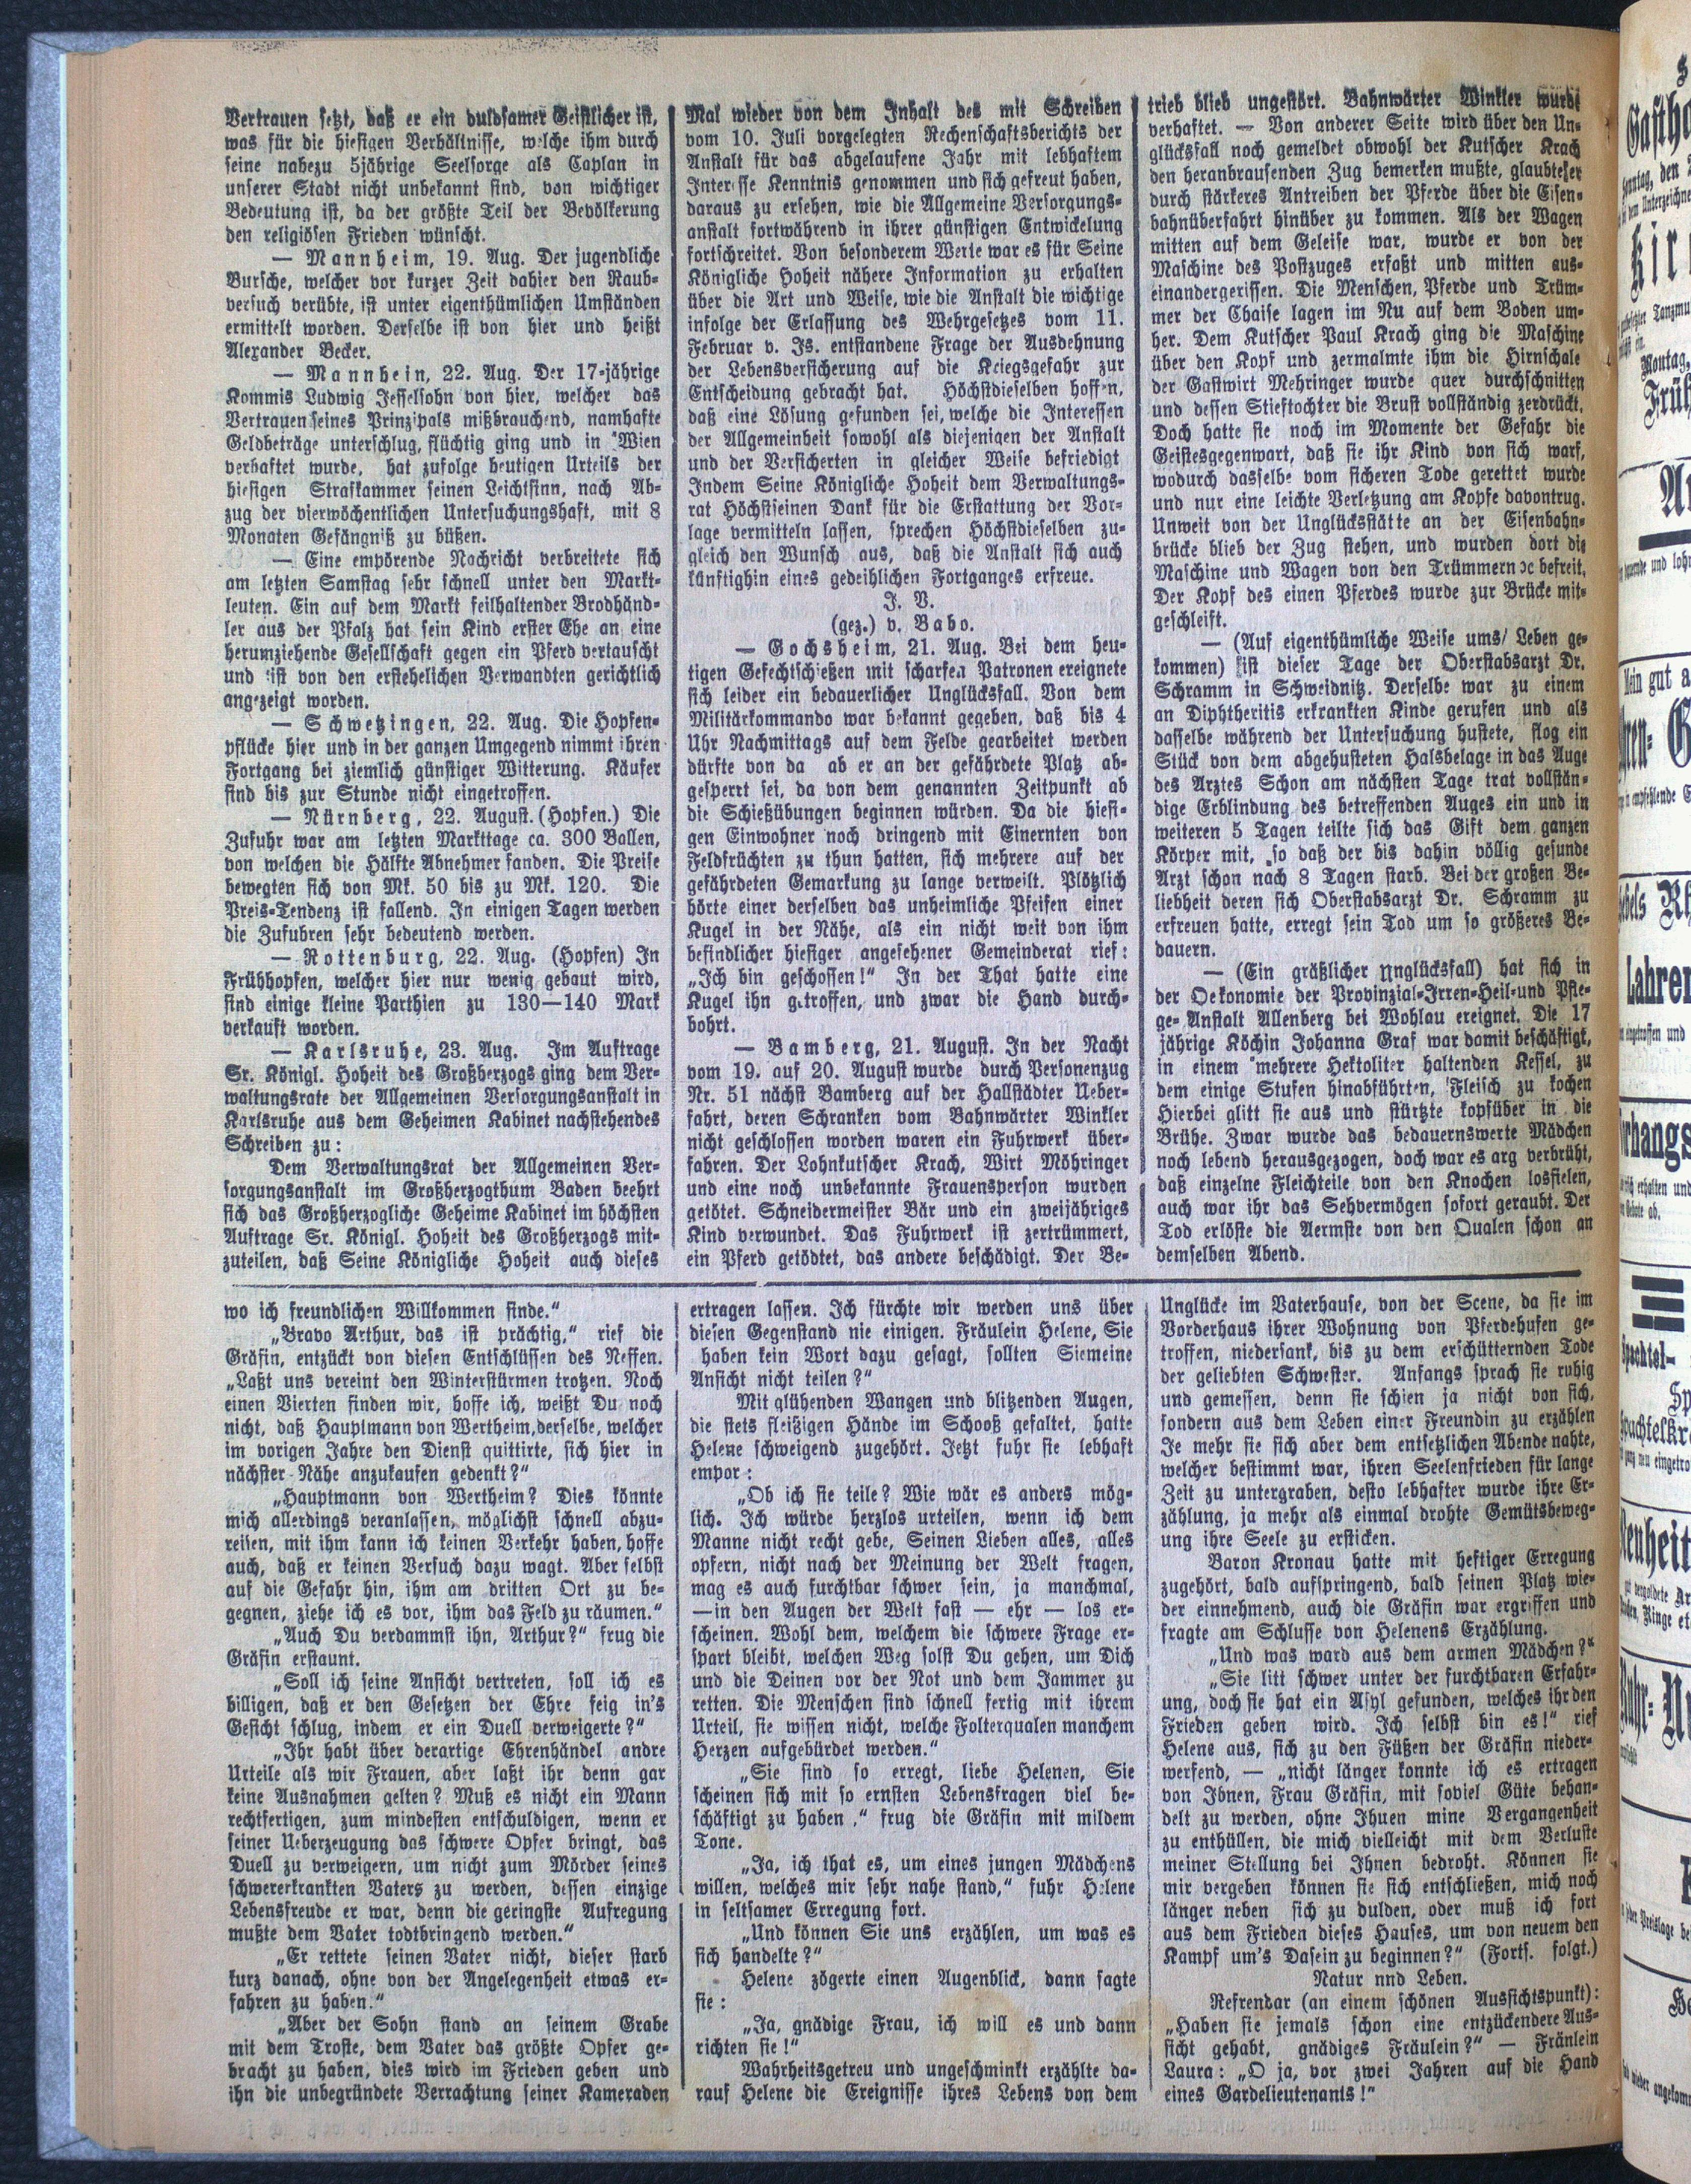 Vertrauen setzt, daß er ein duldsamer Geistlicher ist,
was für die hiesigen Verhältnisse, welche ihm durch
seine nahezu 5jährige Seelsorge als Caplan in
unserer Stadt nicht unbekannt sind, von wichtiger
Bedeutung ist, da der größte Teil der Bevölkerung
den religiösen Frieden wünscht.
— Mannheim, 19. Aug. Der jugendliche
Bursche, welcher vor kurzer Zeit dahier den Raub-
versuch verübte, ist unter eigenthümlichen Umständen
ermittelt worden. Derselbe ist von hier und heißt
Alexander Becker.
— Mannhein, 22. Aug. Der 17-jährige
Kommis Ludwig Jesselsohn von hier, welcher das
Vertrauen seines Prinzipals mißbrauchend, namhafte
Geldbeträge unterschlug, flüchtig ging und in Wien
verhaftet wurde, hat zufolge heutigen Urteils der
hiesigen Strafkammer seinen Leichtsinn, nach Ab-
zug der vierwöchentlichen Untersuchungshaft, mit 8
Monaten Gefängniß zu büßen.
— Eine empörende Nachricht verbreitete sich
am letzten Samstag sehr schnell unter den Markt-
leuten. Ein auf dem Markt feilhaltender Brodhänd-
ler aus der Pfalz hat sein Kind erster Ehe an eine
herumziehende Gesellschaft gegen ein Pferd vertauscht
und ist von den erstehelichen Verwandten gerichtlich
angezeigt worden.
— Schwetzingen, 22. Aug. Die Hopfen-
pflücke hier und in der ganzen Umgegend nimmt ihren
Fortgang bei ziemlich günstiger Witterung. Käufer
sind bis zur Stunde nicht eingetroffen.
— Nürnberg, 22. August. (Hopfen.) Die
Zufuhr war am letzten Markttage ca. 300 Ballen,
von welchen die Hälfte Abnehmer fanden. Die Preise
bewegten sich von Mk. 50 bis zu Mk. 120. Die
Preis-Tendenz ist fallend. In einigen Tagen werden
die Zufuhren sehr bedeutend werden.
— Rottenburg, 22. Aug. (Hopfen) In
Frühhopfen, welcher hier nur wenig gebaut wird,
sind einige kleine Parthien zu 130—140 Mark
verkauft worden.
— Karlsruhe, 23. Aug. Im Auftrage
Sr. Königl. Hoheit des Großherzogs ging dem Ver-
waltungsrate der Allgemeinen Versorgungsanstalt in
Karlsruhe aus dem Geheimen Kabinet nachstehendes
Schreiben zu:
Dem Verwaltungsrat der Allgemeinen Ver-
sorgungsanstalt im Großherzogthum Baden beehrt
sich das Großherzogliche Geheime Kabinet im höchsten
Auftrage Sr. Königl. Hoheit des Großherzogs mit-
zuteilen, daß Seine Königliche Hoheit auch dieses
Mal wieder von dem Inhalt des mit Schreiben
vom 10. Juli vorgelegten Rechenschaftsberichts der
Anstalt für das abgelaufene Jahr mit lebhaftem
Interesse Kenntnis genommen und sich gefreut haben,
daraus zu ersehen, wie die Allgemeine Versorgungs-
anstalt fortwährend in ihrer günstigen Entwickelung
fortschreitet. Von besonderem Werte war es für Seine
Königliche Hoheit nähere Information zu erhalten
über die Art und Weise, wie die Anstalt die wichtige
infolge der Erlassung des Wehrgesetzes vom 11.
Februar v. Js. entstandene Frage der Ausdehnung
der Lebensversicherung auf die Kriegsgefahr zur
Entscheidung gebracht hat. Höchstdieselben hoffen,
daß eine Lösung gefunden sei, welche die Interessen
der Allgemeinheit sowohl als diejenigen der Anstalt
und der Versicherten in gleicher Weise befriedigt
Indem Seine Königliche Hoheit dem Verwaltungs-
rat Höchstseinen Dank für die Erstattung der Vor-
lage vermitteln lassen, sprechen Höchstdieselben zu-
gleich den Wunsch aus, daß die Anstalt sich auch
künftighin eines gedeihlichen Fortganges erfreue.
J. V.
(gez.) v. Babo.
— Gochsheim, 21. Aug. Bei dem heu-
tigen Gefechtschießen mit scharfen Patronen ereignete
sich leider ein bedauerlicher Unglücksfall. Von dem
Militärkommando war bekannt gegeben, daß bis 4
Uhr Nachmittags auf dem Felde gearbeitet werden
dürfte von da ab er an der gefährdete Platz ab-
gesperrt sei, da von dem genannten Zeitpunkt ab
die Schießübungen beginnen würden. Da die hiesi-
gen Einwohner noch dringend mit Einernten von
Feldfrüchten zu thun hatten, sich mehrere auf der
gefährdeten Gemarkung zu lange verweilt. Plötzlich
hörte einer derselben das unheimliche Pfeifen einer
Kugel in der Nähe, als ein nicht weit von ihm
befindlicher hiesiger angesehener Gemeinderat rief:
„Ich bin geschossen!“ In der That hatte eine
Kugel ihn getroffen, und zwar die Hand durch-
bohrt.
— Bamberg, 21. August. In der Nacht
vom 19. auf 20. August wurde durch Personenzug
Nr. 51 nächst Bamberg auf der Hallstädter Ueber-
fahrt, deren Schranken vom Bahnwärter Winkler
nicht geschlossen worden waren ein Fuhrwerk über-
fahren. Der Lohnkutscher Krach, Wirt Möhringer
und eine noch unbekannte Frauensperson wurden
getötet. Schneidermeister Bär und ein zweijähriges
Kind verwundet. Das Fuhrwerk ist zertrümmert,
ein Pferd getödtet, das andere beschädigt. Der Be-
trieb blieb ungestört. Bahnwärter Winkler wurde
verhaftet. — Von anderer Seite wird über den Un-
glücksfall noch gemeldet obwohl der Kutscher Krach
den heranbrausenden Zug bemerken mußte, glaubte er
durch stärkeres Antreiben der Pferde über die Eisen-
bahnüberfahrt hinüber zu kommen. Als der Wagen
mitten auf dem Geleise war, wurde er von der
Maschine des Postzuges erfaßt und mitten aus-
einandergerissen. Die Menschen, Pferde und Trüm-
mer der Chaise lagen im Nu auf dem Boden um-
her. Dem Kutscher Paul Krach ging die Maschine
über den Kopf und zermalmte ihm die Hirnschale
der Gastwirt Mehringer wurde quer durchschnitten
und dessen Stieftochter die Brust vollständig zerdrückt.
Doch hatte sie noch im Momente der Gefahr die
Geistesgegenwart, daß sie ihr Kind von sich warf,
wodurch dasselbe vom sicheren Tode gerettet wurde
und nur eine leichte Verletzung am Kopfe davontrug.
Unweit von der Unglücksstätte an der Eisenbahn-
brücke blieb der Zug stehen, und wurden dort die
Maschine und Wagen von den Trümmern ꝛc befreit,
Der Kopf des einen Pferdes wurde zur Brücke mit-
geschleift.
— (Auf eigenthümliche Weise ums/ Leben ge-
kommen) ist dieser Tage der Oberstabsarzt Dr.
Schramm in Schweidnitz. Derselbe war zu einem
an Diphtheritis erkrankten Kinde gerufen und als
dasselbe während der Untersuchung hustete, flog ein
Stück von dem abgehusteten Halsbelage in das Auge
des Arztes Schon am nächsten Tage trat vollstän-
dige Erblindung des betreffenden Auges ein und in
weiteren 5 Tagen teilte sich das Gift dem ganzen
Körper mit, so daß der bis dahin völlig gesunde
Arzt schon nach 8 Tagen starb. Bei der großen Be-
liebheit deren sich Oberstabsarzt Dr. Schramm zu
erfreuen hatte, erregt sein Tod um so größeres Be-
dauern.
— (Ein gräßlicher Unglücksfall) hat sich in
der Oekonomie der Provinzial-Irren-Heil-und Pfle-
ge- Anstalt Allenberg bei Wohlau ereignet. Die 17
jährige Köchin Johanna Graf war damit beschäftigt,
in einem mehrere Hektoliter haltenden Kessel, zu
dem einige Stufen hinabführten, Fleisch zu kochen
Hierbei glitt sie aus und stürtzte kopfüber in die
Brühe. Zwar wurde das bedauernswerte Mädchen
noch lebend herausgezogen, doch war es arg verbrüht,
daß einzelne Fleichteile von den Knochen losfielen,
auch war ihr das Sehvermögen sofort geraubt. Der
Tod erlöste die Aermste von den Qualen schon an
demselben Abend.
wo ich freundlichen Willkommen finde.“
„Bravo Arthur, das ist prächtig,“ rief die
Gräfin, entzückt von diesen Entschlüssen des Neffen.
„Laßt uns vereint den Winterstürmen trotzen. Noch
einen Vierten finden wir, hoffe ich, weißt Du noch
nicht, daß Hauptmann von Wertheim, derselbe, welcher
im vorigen Jahre den Dienst quittirte, sich hier in
nächster Nähe anzukaufen gedenkt?“
„Hauptmann von Wertheim? Dies könnte
mich allerdings veranlassen, möglichst schnell abzu-
reisen, mit ihm kann ich keinen Verkehr haben, hoffe
auch, daß er keinen Versuch dazu wagt. Aber selbst
auf die Gefahr hin, ihm am dritten Ort zu be-
gegnen, ziehe ich es vor, ihm das Feld zu räumen.“
„Auch Du verdammst ihn, Arthur?“ frug die
Gräfin erstaunt.
„Soll ich seine Ansicht vertreten, soll ich es
billigen, daß er den Gesetzen der Ehre feig in's
Gesicht schlug, indem er ein Duell verweigerte?“
„Ihr habt über derartige Ehrenhändel andre
Urteile als wir Frauen, aber laßt ihr denn gar
keine Ausnahmen gelten? Muß es nicht ein Mann
rechtfertigen, zum mindesten entschuldigen, wenn er
seiner Ueberzeugung das schwere Opfer bringt, das
Duell zu verweigern, um nicht zum Mörder seines
schwererkrankten Vaters zu werden, dessen einzige
Lebensfreude er war, denn die geringste Aufregung
mußte dem Vater todtbringend werden.“
„Er rettete seinen Vater nicht, dieser starb
kurz danach, ohne von der Angelegenheit etwas er-
fahren zu haben.“
„Aber der Sohn stand an seinem Grabe
mit dem Troste, dem Vater das größte Opfer ge-
bracht zu haben, dies wird im Frieden geben und
ihn die unbegründete Verrachtung seiner Kameraden
ertragen lassen. Ich fürchte wir werden uns über
diesen Gegenstand nie einigen. Fräulein Helene, Sie
haben kein Wort dazu gesagt, sollten Sie meine
Ansicht nicht teilen?“
Mit glühenden Wangen und blitzenden Augen,
die stets fleißigen Hände im Schooß gefaltet, hatte
Helene schweigend zugehört. Jetzt fuhr sie lebhaft
empor:
„Ob ich sie teile? Wie wär es anders mög-
lich. Ich würde herzlos urteilen, wenn ich dem
Manne nicht recht gebe, Seinen Lieben alles, alles
opfern, nicht nach der Meinung der Welt fragen,
mag es auch furchtbar schwer sein, ja manchmal,
—in den Augen der Welt fast — ehr — los er-
scheinen. Wohl dem, welchem die schwere Frage er-
spart bleibt, welchen Weg solst Du gehen, um Dich
und die Deinen vor der Not und dem Jammer zu
retten. Die Menschen sind schnell fertig mit ihrem
Urteil, sie wissen nicht, welche Folterqualen manchem
Herzen aufgebürdet werden.“
„Sie sind so erregt, liebe Helenen, Sie
scheinen sich mit so ernsten Lebensfragen viel be-
schäftigt zu haben,“ frug die Gräfin mit mildem
Tone.
„Ja, ich that es, um eines jungen Mädchens
willen, welches mir sehr nahe stand,“ fuhr Helene
in seltsamer Erregung fort.
„Und können Sie uns erzählen, um was es
sich handelte?“
Helene zögerte einen Augenblick, dann sagte
sie:
„Ja, gnädige Frau, ich will es und dann
richten sie!“
Wahrheitsgetreu und ungeschminkt erzählte da-
rauf Helene die Ereignisse ihres Lebens von dem
Unglücke im Vaterhause, von der Scene, da sie im
Vorderhaus ihrer Wohnung von Pferdehufen ge-
troffen, niedersank, bis zu dem erschütternden Tode
der geliebten Schwester. Anfangs sprach sie ruhig
und gemessen, denn sie schien ja nicht von sich,
sondern aus dem Leben einer Freundin zu erzählen
Je mehr sie sich aber dem entsetzlichen Abende nahte,
welcher bestimmt war, ihren Seelenfrieden für lange
Zeit zu untergraben, desto lebhafter wurde ihre Er-
zählung, ja mehr als einmal drohte Gemütsbeweg-
ung ihre Seele zu ersticken.
Baron Kronau hatte mit heftiger Erregung
zugehört, bald aufspringend, bald seinen Platz wie-
der einnehmend, auch die Gräfin war ergriffen und
fragte am Schlusse von Helenens Erzählung.
„Und was ward aus dem armen Mädchen?“
„Sie litt schwer unter der furchtbaren Erfahr-
ung, doch sie hat ein Asyl gefunden, welches ihr den
Frieden geben wird. Ich selbst bin es!“ rief
Helene aus, sich zu den Füßen der Gräfin nieder-
werfend, — „nicht länger konnte ich es ertragen
von Ihnen, Frau Gräfin, mit soviel Güte behan-
delt zu werden, ohne Ihuen mine Vergangenheit
zu enthüllen, die mich vielleicht mit dem Verluste
meiner Stellung bei Ihnen bedroht. Können sie
mir vergeben können sie sich entschließen, mich noch
länger neben sich zu dulden, oder muß ich fort
aus dem Frieden dieses Hauses, um von neuem den
Kampf um's Dasein zu beginnen?“ (Forts. folgt.)
Natur nnd Leben.
Refrendar (an einem schönen Aussichtspunkt):
„Haben sie jemals schon eine entzückendere Aus-
sicht gehabt, gnädiges Fräulein?“ — Fränlein
Laura: „O ja, vor zwei Jahren auf die Hand
eines Gardelieutenants!“